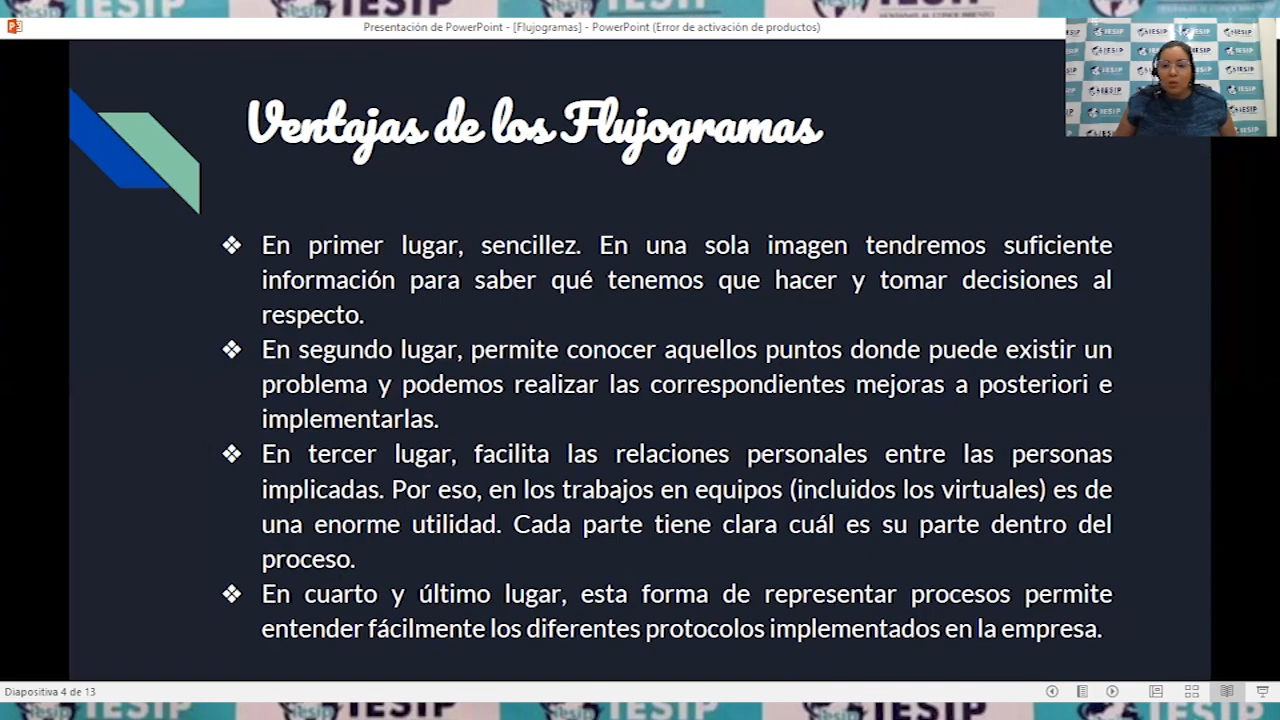 Presentación de PowerPoint - [Flujogramas] - PowerPoint (Error de activación de productos)
Ventajas de los Flujogramas
❖ En primer lugar, sencillez. En una sola imagen tendremos suficiente
información para saber qué tenemos que hacer y tomar decisiones al
respecto.
❖ En segundo lugar, permite conocer aquellos puntos donde puede existir un
problema y podemos realizar las correspondientes mejoras a posteriori e
implementarlas.
❖ En tercer lugar, facilita las relaciones personales entre las personas
implicadas. Por eso, en los trabajos en equipos (incluidos los virtuales) es de
una enorme utilidad. Cada parte tiene clara cuál es su parte dentro del
proceso.
❖ En cuarto y último lugar, esta forma de representar procesos permite
entender fácilmente los diferentes protocolos implementados en la empresa.
Diapositiva 4 de 13
IESIP